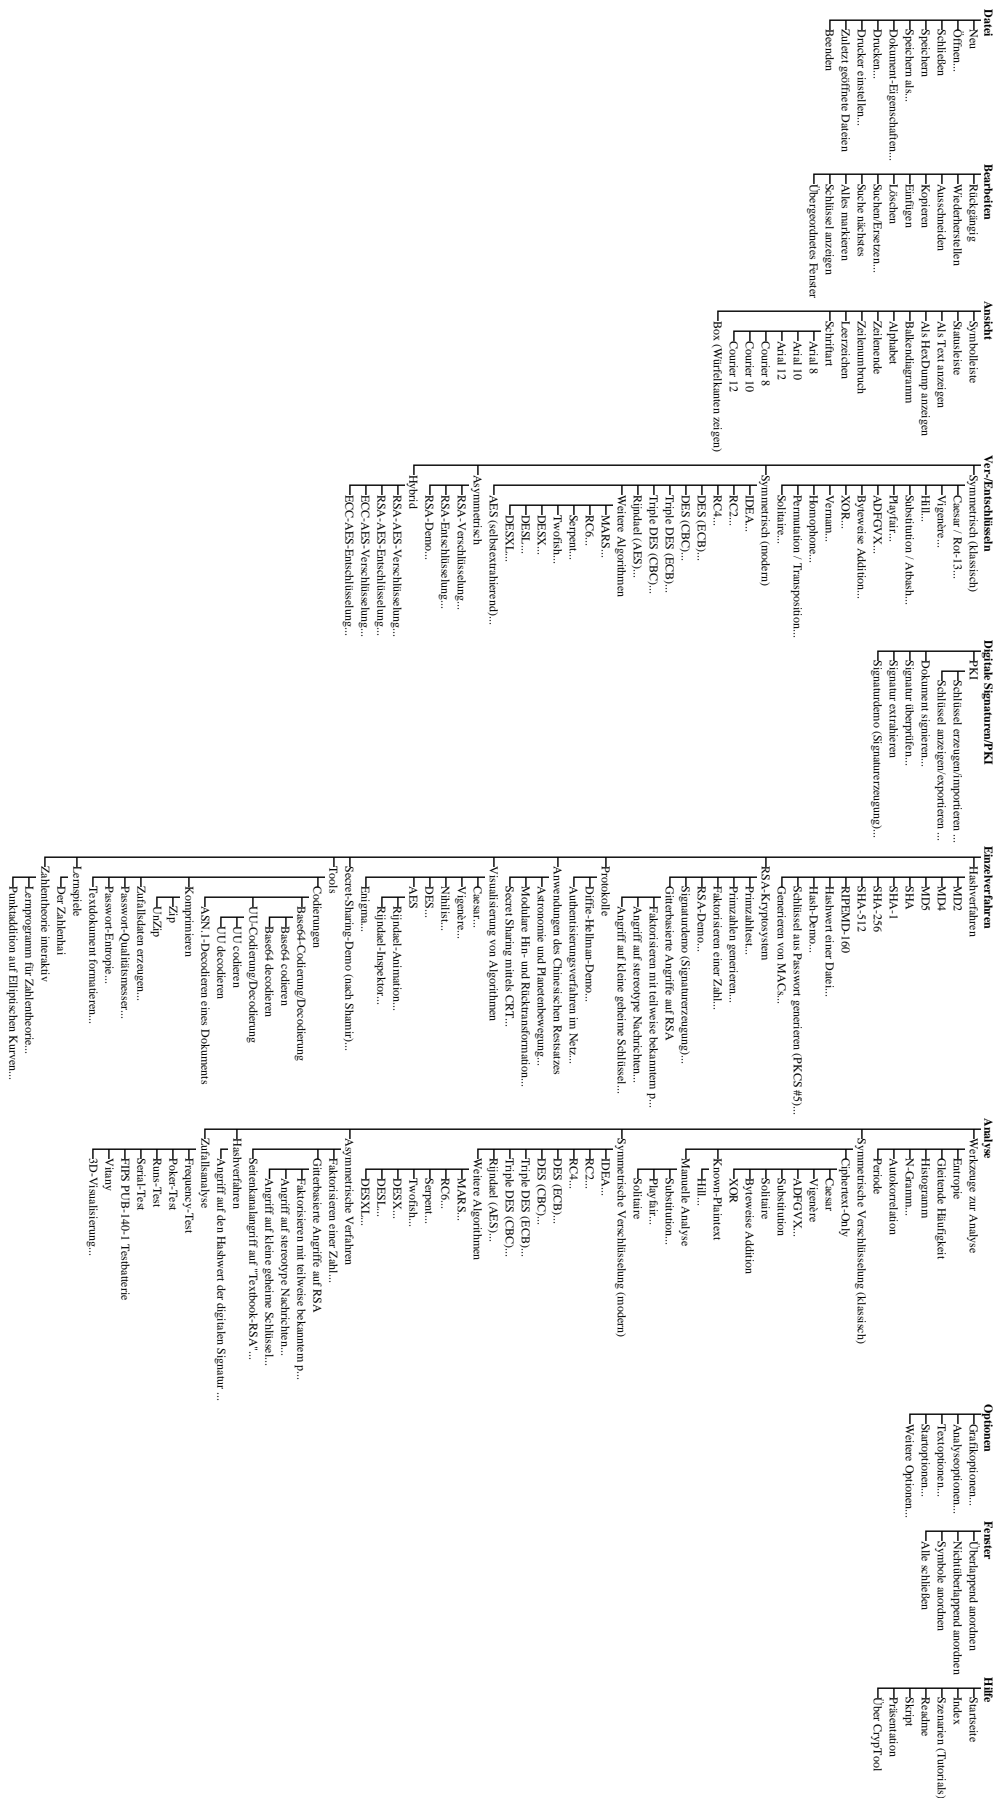 Datei
Neu
Öffnen...
Schließen
Speichern
Speichern als...
Dokument-Eigenschaften...
Drucken...
Drucker einstellen...
Zuletzt geöffnete Dateien
Beenden
Bearbeiten
Rückgängig
Wiederherstellen
Ausschneiden
Kopieren
Einfügen
Löschen
Suchen/Ersetzen...
Suche nächstes
Alles markieren
Schlüssel anzeigen
Übergeordnetes Fenster
Ansicht
Symbolleiste
Statusleiste
Als Text anzeigen
Als HexDump anzeigen
Balkendiagramm
Alphabet
Zeilenende
Zeilenumbruch
Leerzeichen
Schriftart
Arial 8
Arial 10
Arial 12
Courier 8
Courier 10
Courier 12
Box (Würfelkanten zeigen)
Ver-/Entschlüsseln
Symmetrisch (klassisch)
Caesar / Rot-13...
Vigenère...
Hill...
Substitution / Atbash...
Playfair...
ADFGVX...
Byteweise Addition...
XOR...
Vernam...
Homophone...
Permutation / Transposition...
Solitaire...
Symmetrisch (modern)
IDEA...
RC2...
RC4...
DES (ECB)...
DES (CBC)...
Triple DES (ECB)...
Triple DES (CBC)...
Rijndael (AES)...
Weitere Algorithmen
MARS...
RC6...
Serpent...
Twofish...
DESX...
DESL...
DESXL...
AES (selbstextrahierend)...
Asymmetrisch
RSA-Verschlüsselung...
RSA-Entschlüsselung...
RSA-Demo...
Hybrid
RSA-AES-Verschlüsselung...
RSA-AES-Entschlüsselung...
ECC-AES-Verschlüsselung...
ECC-AES-Entschlüsselung...
Digitale Signaturen/PKI
PKI
Schlüssel erzeugen/importieren ...
Schlüssel anzeigen/exportieren ...
Dokument signieren...
Signatur überprüfen...
Signatur extrahieren
Signaturdemo (Signaturerzeugung)...
Einzelverfahren
Hashverfahren
MD2
MD4
MD5
SHA
SHA-1
SHA-256
SHA-512
RIPEMD-160
Hashwert einer Datei...
Hash-Demo...
Schlüssel aus Passwort generieren (PKCS #5)...
Generieren von MACs...
RSA-Kryptosystem
Primzahltest...
Primzahlen generieren...
Faktorisieren einer Zahl...
RSA-Demo...
Signaturdemo (Signaturerzeugung)...
Gitterbasierte Angriffe auf RSA
Faktorisieren mit teilweise bekanntem p...
Angriff auf stereotype Nachrichten...
Angriff auf kleine geheime Schlüssel...
Protokolle
Diffie-Hellman-Demo...
Authentisierungsverfahren im Netz...
Anwendungen des Chinesischen Restsatzes
Astronomie und Planetenbewegung...
Modulare Hin- und Rücktransformation...
Secret Sharing mittels CRT...
Visualisierung von Algorithmen
Caesar...
Vigenère...
Nihilist...
DES...
AES
Rijndael-Animation...
Rijndael-Inspektor...
Enigma...
Secret-Sharing-Demo (nach Shamir)...
Tools
Codierungen
Base64-Codierung/Decodierung
Base64 codieren
Base64 decodieren
UU-Codierung/Decodierung
UU codieren
UU decodieren
ASN.1-Decodieren eines Dokuments
Komprimieren
Zip
UnZip
Zufallsdaten erzeugen...
Passwort-Qualitätsmesser...
Passwort-Entropie...
Textdokument formatieren...
Lernspiele
Der Zahlenhai
Zahlentheorie interaktiv
Lernprogramm für Zahlentheorie...
Punktaddition auf Elliptischen Kurven...
Analyse
Werkzeuge zur Analyse
Entropie
Gleitende Häufigkeit
Histogramm
N-Gramm...
Autokorrelation
Periode
Symmetrische Verschlüsselung (klassisch)
Ciphertext-Only
Caesar
Vigenère
ADFGVX...
Substitution
Solitaire
Byteweise Addition
XOR
Known-Plaintext
Hill...
Manuelle Analyse
Substitution...
Playfair...
Solitaire
Symmetrische Verschlüsselung (modern)
IDEA...
RC2...
RC4...
DES (ECB)...
DES (CBC)...
Triple DES (ECB)...
Triple DES (CBC)...
Rijndael (AES)...
Weitere Algorithmen
MARS...
RC6...
Serpent...
Twofish...
DESX...
DESL...
DESXL...
Asymmetrische Verfahren
Faktorisieren einer Zahl...
Gitterbasierte Angriffe auf RSA
Faktorisieren mit teilweise bekanntem p...
Angriff auf stereotype Nachrichten...
Angriff auf kleine geheime Schlüssel...
Seitenkanalangriff auf "Textbook-RSA" ...
Hashverfahren
Angriff auf den Hashwert der digitalen Signatur ...
Zufallsanalyse
Frequency-Test
Poker-Test
Runs-Test
Serial-Test
FIPS PUB-140-1 Testbatterie
Vitany
3D-Visualisierung...
Optionen
Grafikoptionen...
Analyseoptionen...
Textoptionen...
Startoptionen...
Weitere Optionen...
Fenster
Überlappend anordnen
Nichtüberlappend anordnen
Symbole anordnen
Alle schließen
Hilfe
Startseite
Index
Szenarien (Tutorials)
Readme
Skript
Präsentation
Über CrypTool